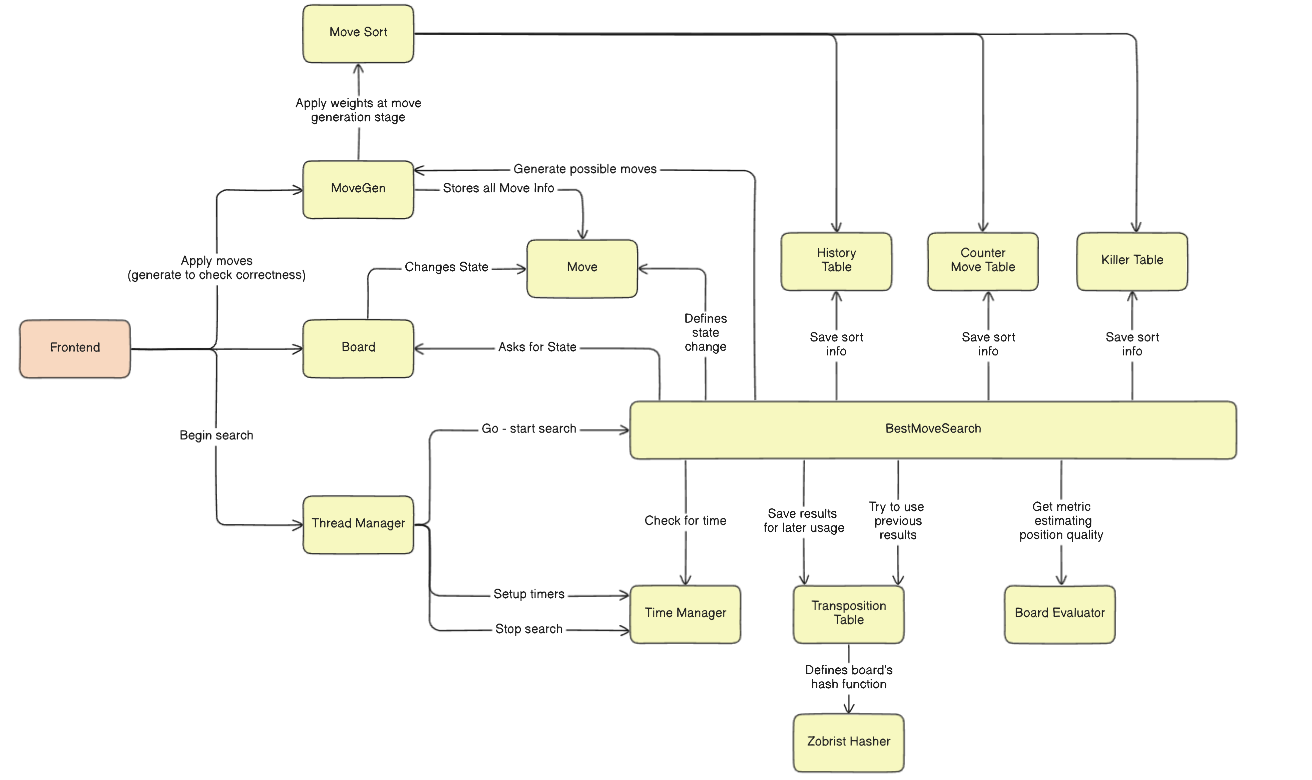 Move Sort
Apply weights at move
generation stage
Generate possible moves
MoveGen
Stores all Move Info
Apply moves
(generate to check correctness)
Changes State
Move
History
Table
Counter
Move Table
Killer Table
Defines
state
change
Frontend
Board
Asks for State
Save sort
info
Save sort
info
Save sort
info
Begin search
Go - start search
BestMoveSearch
Thread Manager
Check for time
Save results
for later usage
Try to use
previous
results
Get metric
estimating
position quality
Setup timers
Stop search
Time Manager
Transposition
Table
Board Evaluator
Defines board's
hash function
Zobrist Hasher